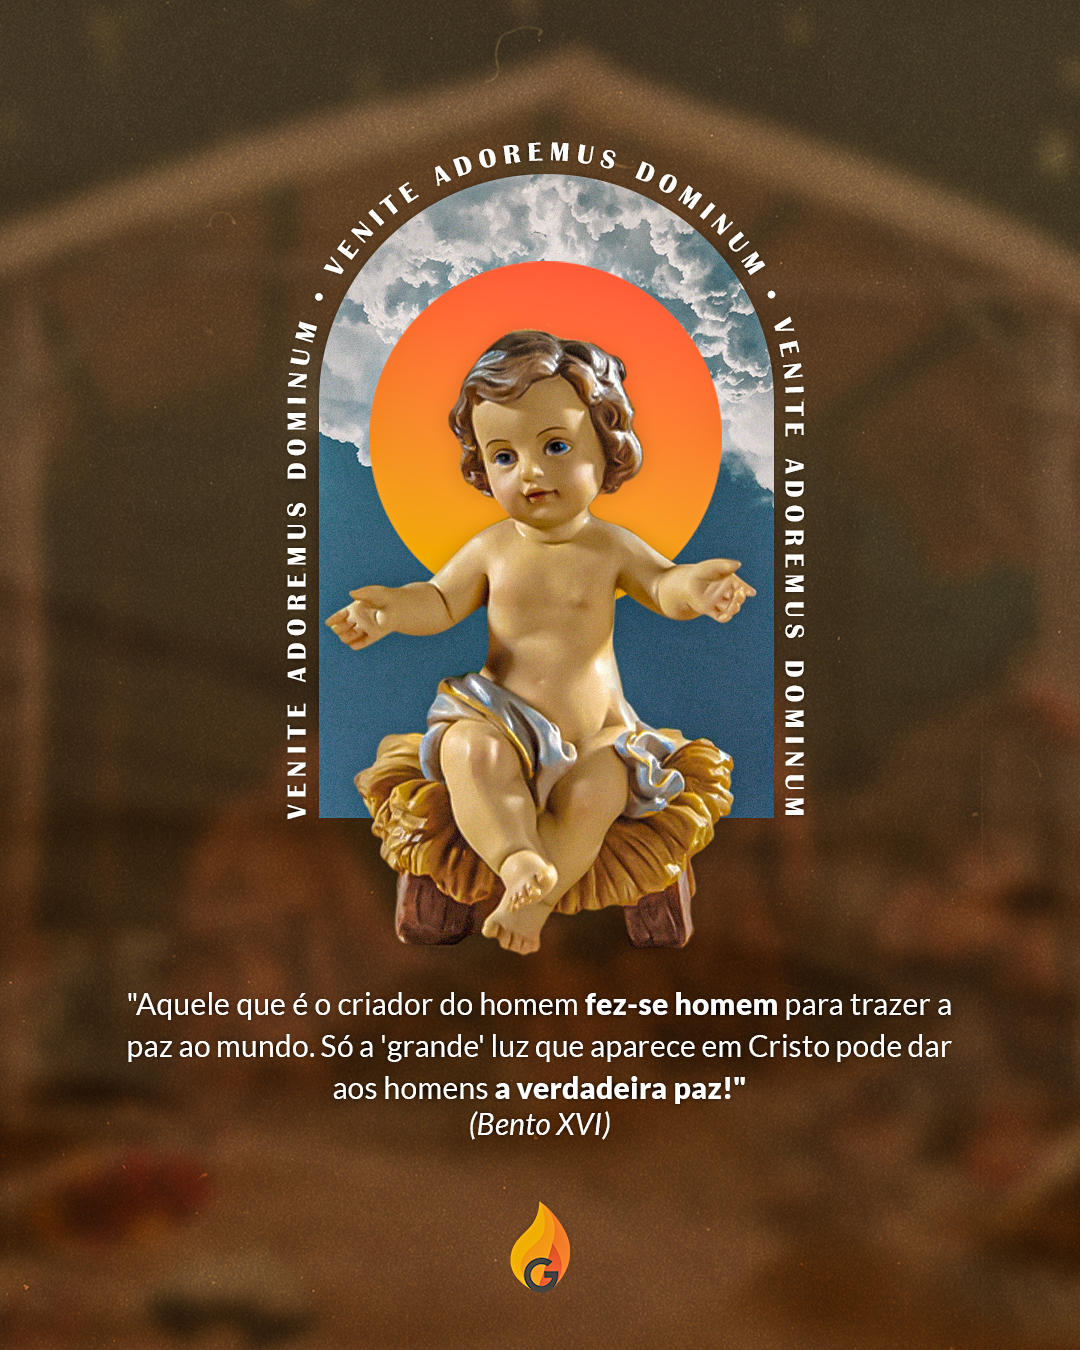 VENITE ADOREMUS DOMINUM • VENITE ADOREMUS DOMINUM • VENITE ADOREMUS DOMINUM
"Aquele que é o criador do homem fez-se homem para trazer a
paz ao mundo. Só a 'grande' luz que aparece em Cristo pode dar
aos homens a verdadeira paz!"
(Bento XVI)
G